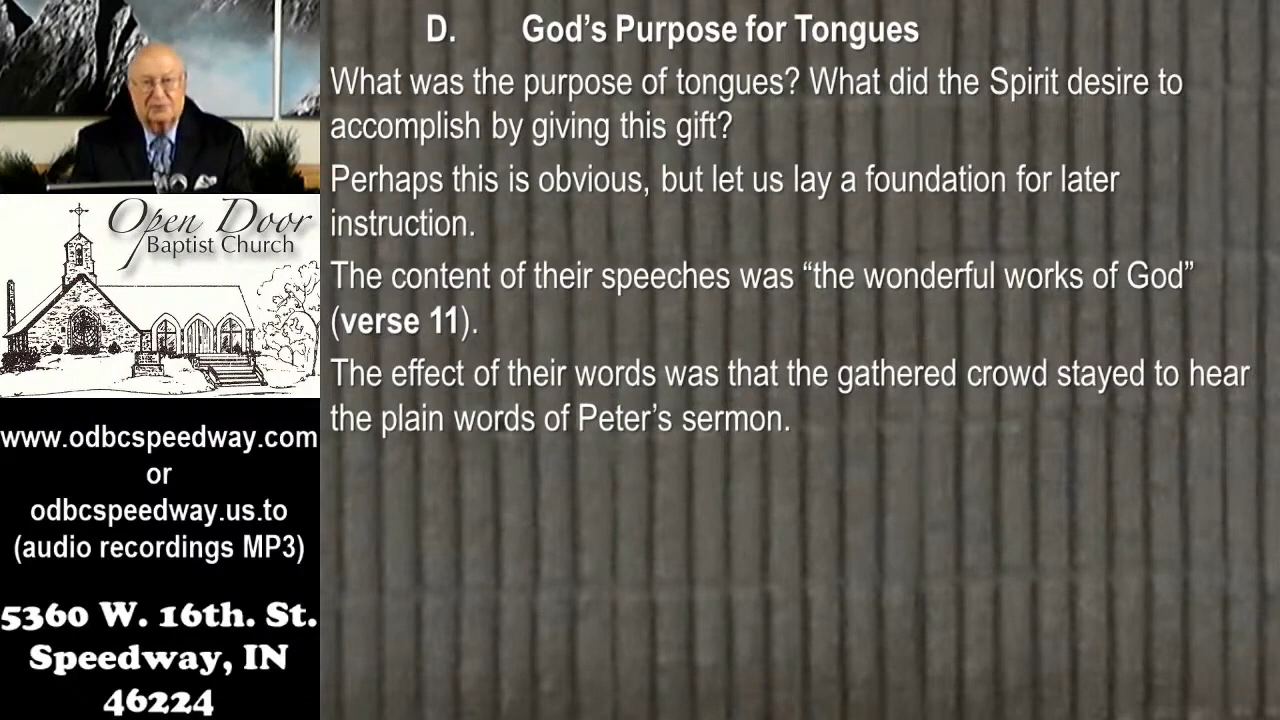 D. God’s Purpose for Tongues
What was the purpose of tongues? What did the Spirit desire to
accomplish by giving this gift?
Perhaps this is obvious, but let us lay a foundation for later
instruction.
The content of their speeches was “the wonderful works of God”
(verse 11).
The effect of their words was that the gathered crowd stayed to hear
the plain words of Peter’s sermon.
Open Door
Baptist Church
www.odbcspeedway.com
or
odbcspeedway.us.to
(audio recordings MP3)
5360 W. 16th. St.
Speedway, IN
46224